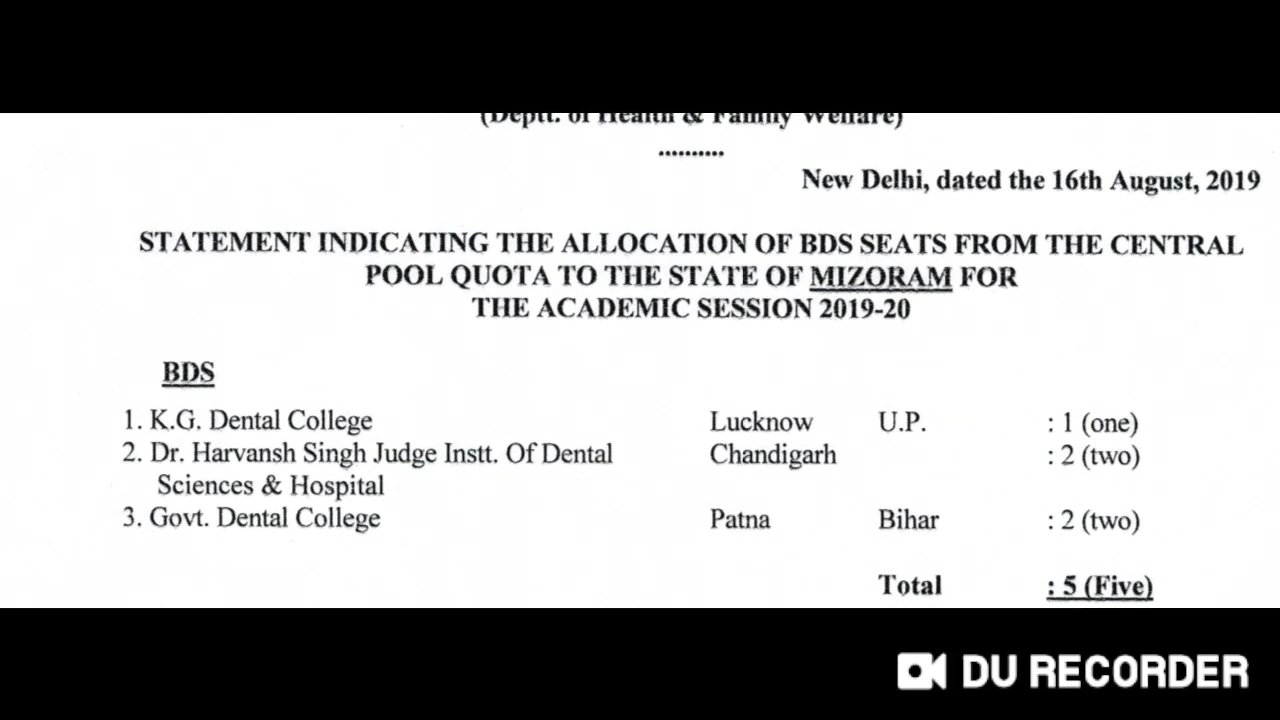 (Deptt. of Health & Family Welfare)
..........
New Delhi, dated the 16th August, 2019
STATEMENT INDICATING THE ALLOCATION OF BDS SEATS FROM THE CENTRAL
POOL QUOTA TO THE STATE OF MIZORAM FOR
THE ACADEMIC SESSION 2019-20
BDS
1. K.G. Dental College Lucknow U.P. : 1 (one)
2. Dr. Harvansh Singh Judge Instt. Of Dental Chandigarh : 2 (two)
Sciences & Hospital
3. Govt. Dental College Patna Bihar : 2 (two)
Total : 5 (Five)
DU RECORDER